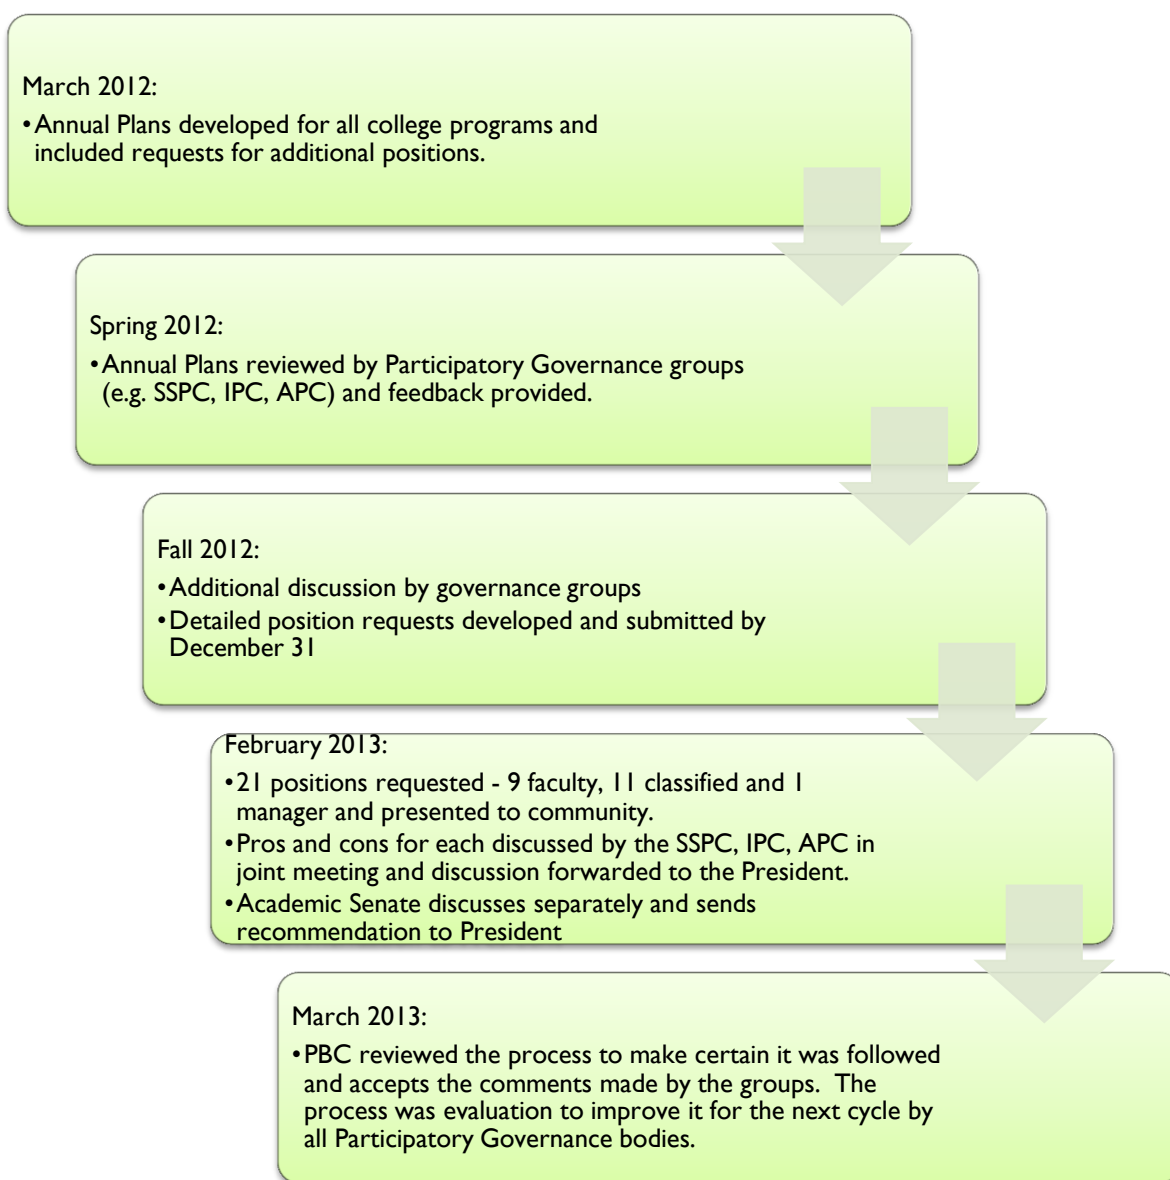 March 2012:
•Annual Plans developed for all college programs and
included requests for additional positions.
Spring 2012:
•Annual Plans reviewed by Participatory Governance groups
(e.g. SSPC, IPC, APC) and feedback provided.
Fall 2012:
•Additional discussion by governance groups
•Detailed position requests developed and submitted by
December 31
February 2013:
•21 positions requested - 9 faculty, 11 classified and 1
manager and presented to community.
•Pros and cons for each discussed by the SSPC, IPC, APC in
joint meeting and discussion forwarded to the President.
•Academic Senate discusses separately and sends
recommendation to President
March 2013:
•PBC reviewed the process to make certain it was followed
and accepts the comments made by the groups.  The
process was evaluation to improve it for the next cycle by
all Participatory Governance bodies.